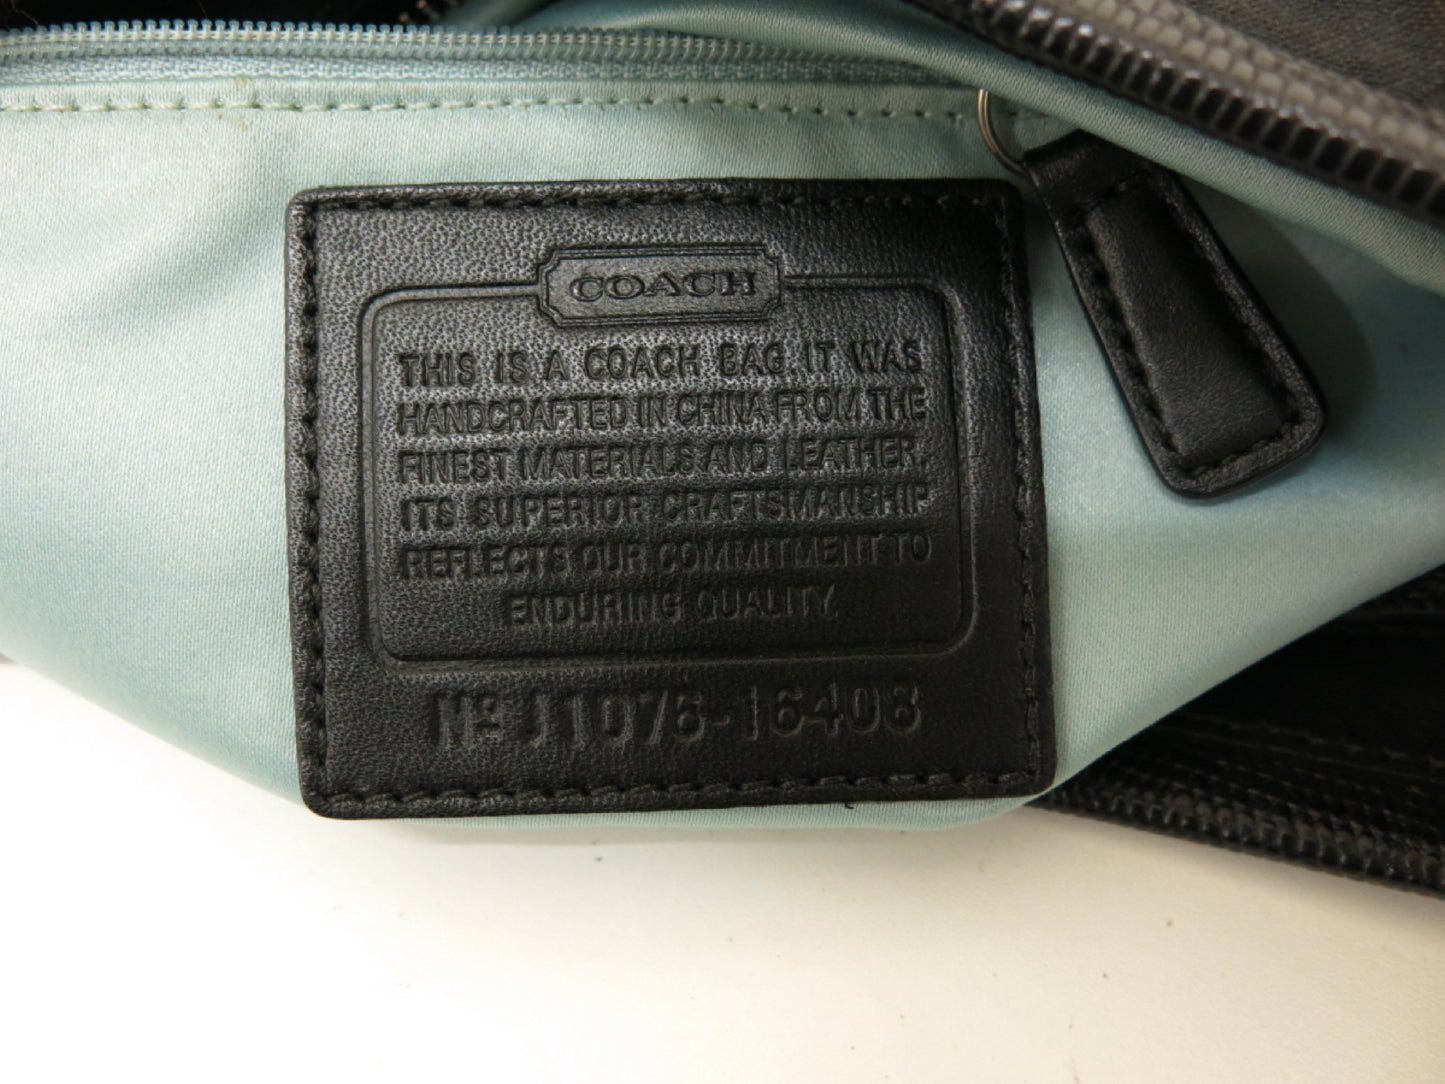 COACH
THIS IS A COACH BAG. IT WAS
HANDCRAFTED IN CHINA FROM THE
FINEST MATERIALS AND LEATHER.
ITS SUPERIOR CRAFTSMANSHIP
REFLECTS OUR COMMITMENT TO
ENDURING QUALITY.
Nº J1076-16408